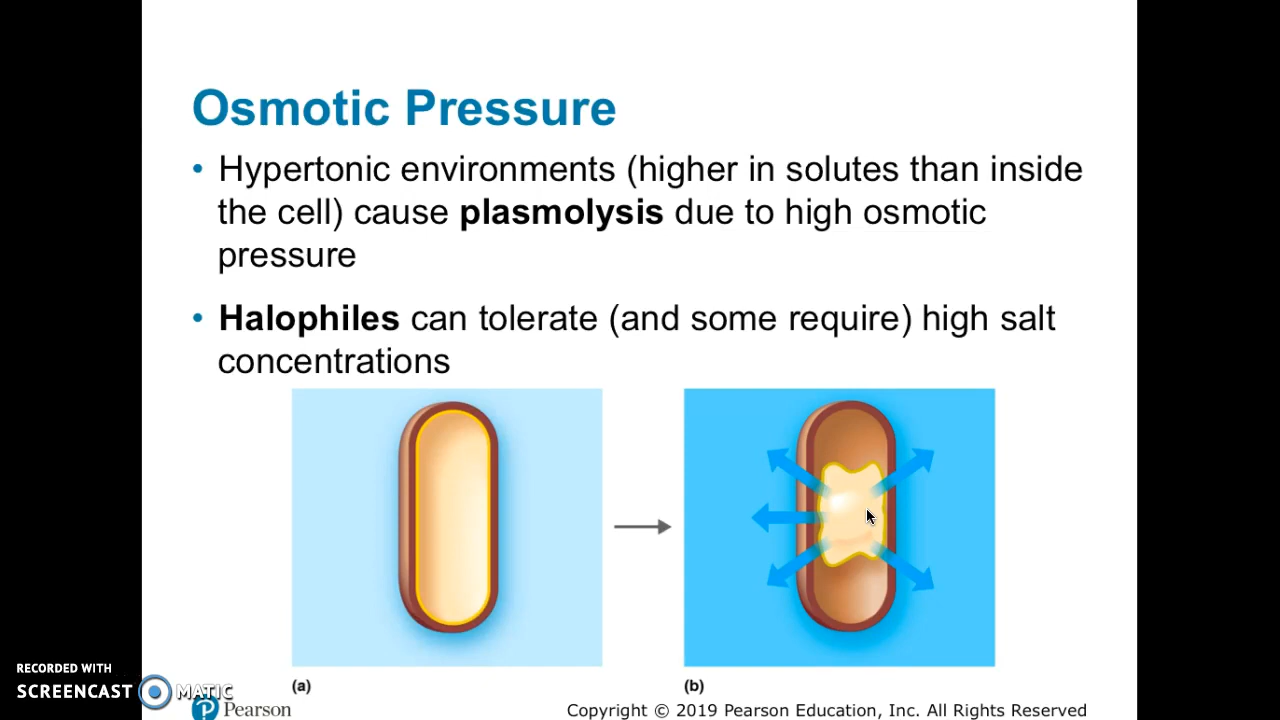 Osmotic Pressure
• Hypertonic environments (higher in solutes than inside
the cell) cause plasmolysis due to high osmotic
pressure
• Halophiles can tolerate (and some require) high salt
concentrations
(a)
(b)
RECORDED WITH
SCREENCAST MATIC
Pearson
Copyright © 2019 Pearson Education, Inc. All Rights Reserved